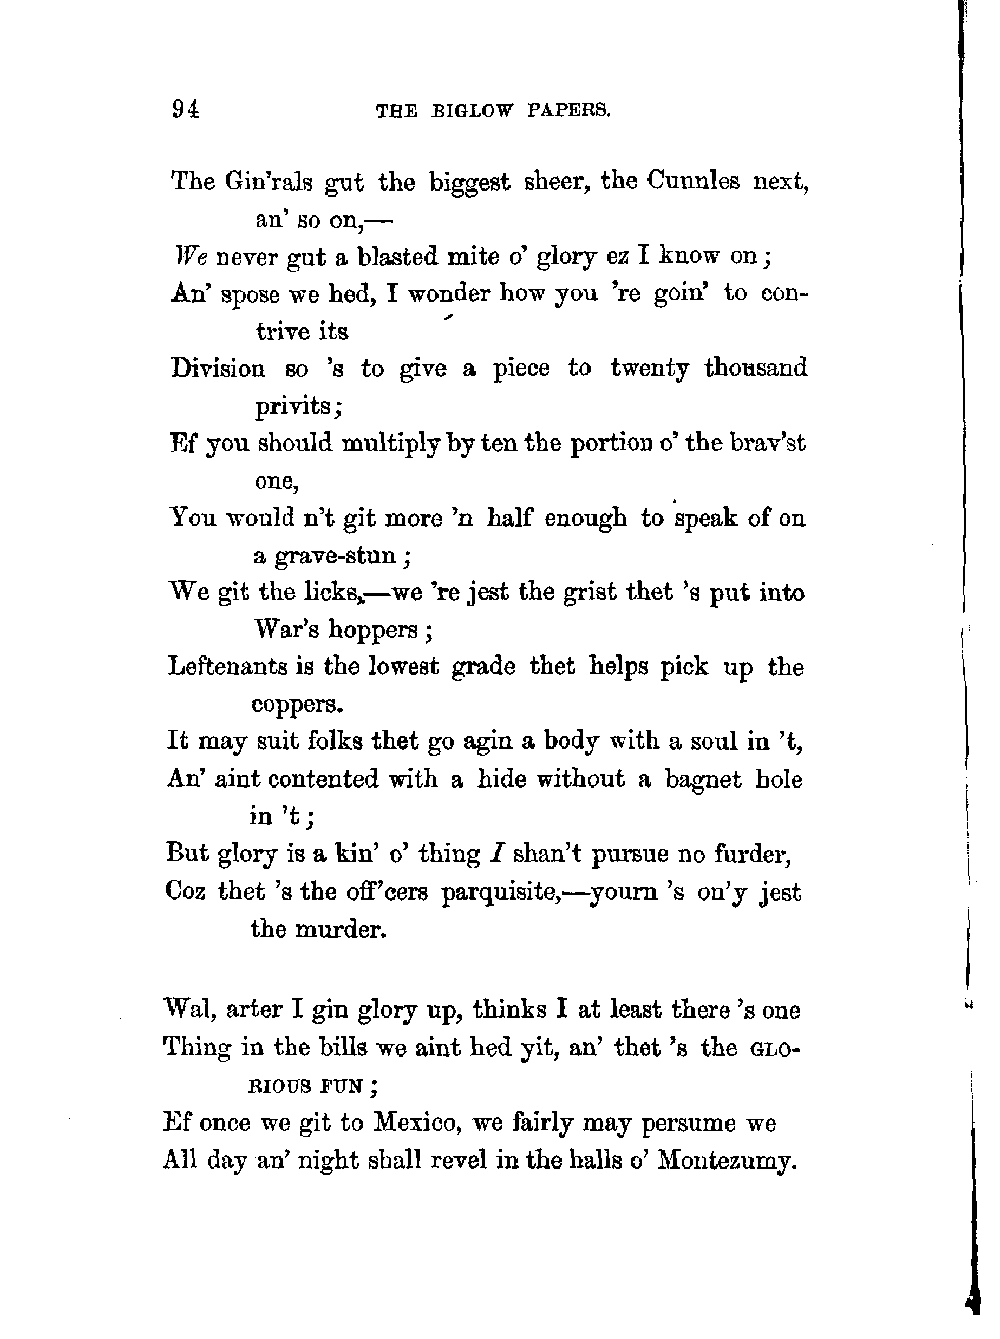 94 THE BIGLOW PAPERS.
The Gin'rals gut the biggest sheer, the Cunnles next,
an' so on,—
We never gut a blasted mite o' glory ez I know on;
An' spose we hed, I wonder how you 're goin' to con-
trive its
Division so 's to give a piece to twenty thousand
privits;
Ef you should multiply by ten the portion o' the brav'st
one,
You would n't git more 'n half enough to speak of on
a grave-stun;
We git the licks,—we 're jest the grist thet 's put into
War's hoppers;
Leftenants is the lowest grade thet helps pick up the
coppers.
It may suit folks thet go agin a body with a soul in 't,
An' aint contented with a hide without a bagnet hole
in 't;
But glory is a kin' o' thing I shan't pursue no furder,
Coz thet 's the off'cers parquisite,—yourn 's on'y jest
the murder.
Wal, arter I gin glory up, thinks I at least there 's one
Thing in the bills we aint hed yit, an' thet 's the GLO-
RIOUS FUN;
Ef once we git to Mexico, we fairly may persume we
All day an' night shall revel in the halls o' Montezumy.